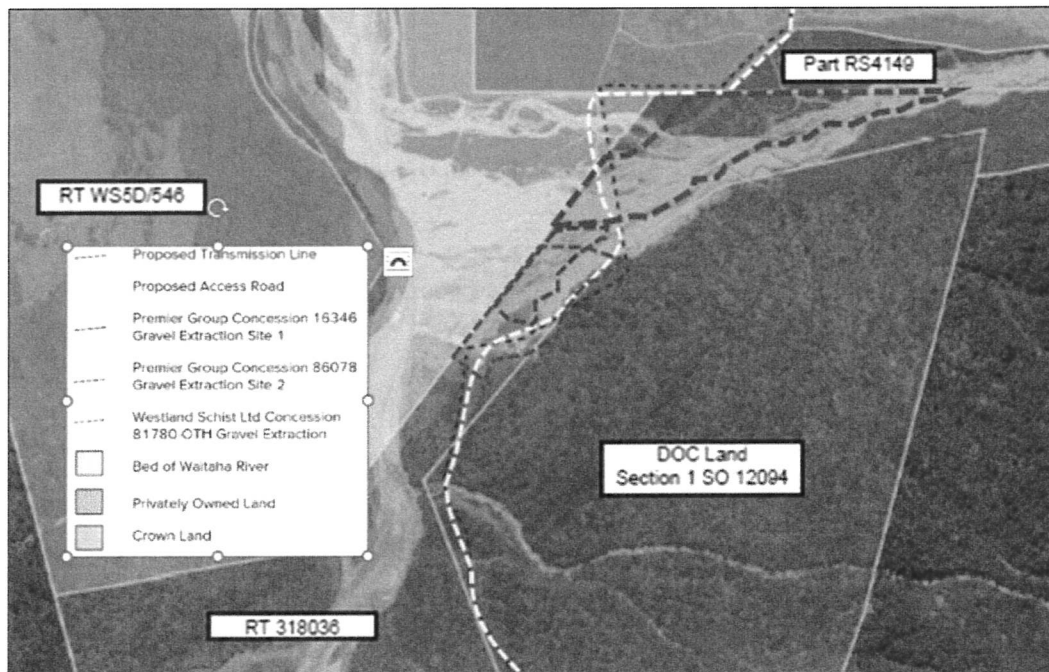 Part RS4149
RT WS5D/546
Proposed Transmission Line
Proposed Access Road
Premier Group Concession 16346
Gravel Extraction Site 1
Premier Group Concession 86078
Gravel Extraction Site 2
Westland Schist Ltd Concession
81780-OTH Gravel Extraction
Bed of Waitaha River
Privately Owned Land
Crown Land
DOC Land
Section 1 SO 12094
RT 318036